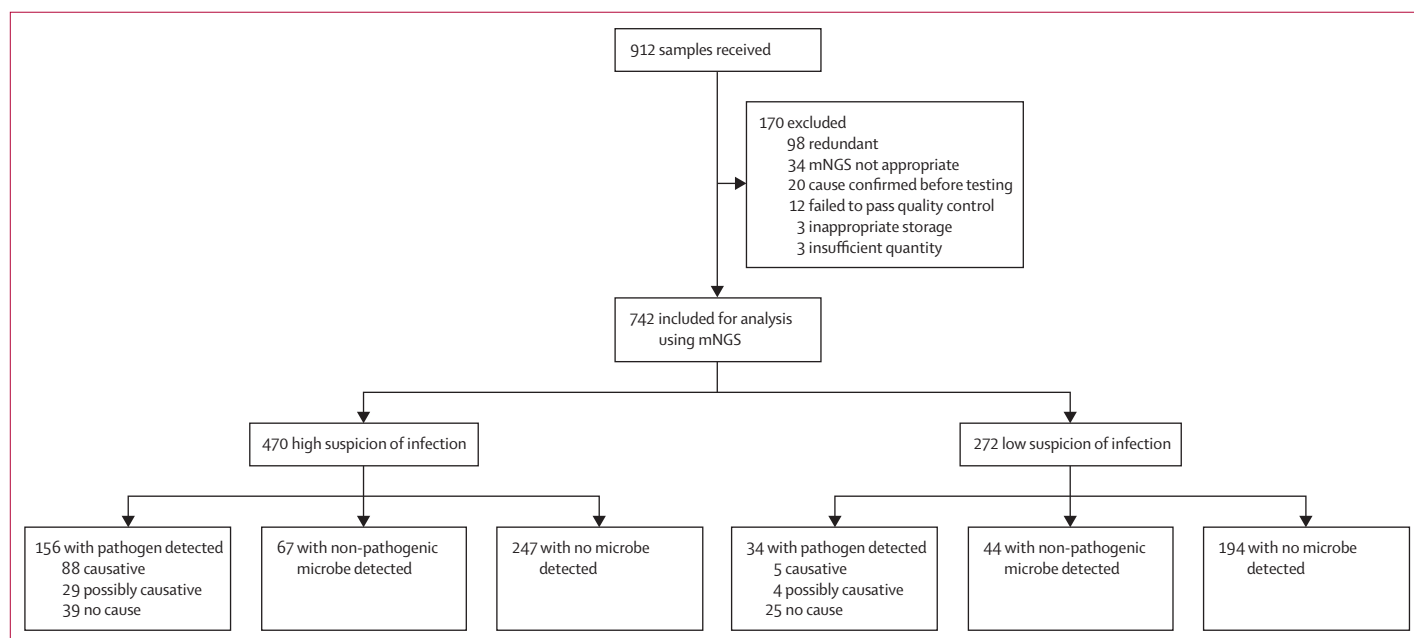 912 samples received
170 excluded
98 redundant
34 mNGS not appropriate
20 cause confirmed before testing
12 failed to pass quality control
3 inappropriate storage
3 insufficient quantity
742 included for analysis
using mNGS
470 high suspicion of infection
272 low suspicion of infection
156 with pathogen detected
88 causative
29 possibly causative
39 no cause
67 with non-pathogenic
microbe detected
247 with no microbe
detected
34 with pathogen detected
5 causative
4 possibly causative
25 no cause
44 with non-pathogenic
microbe detected
194 with no microbe
detected